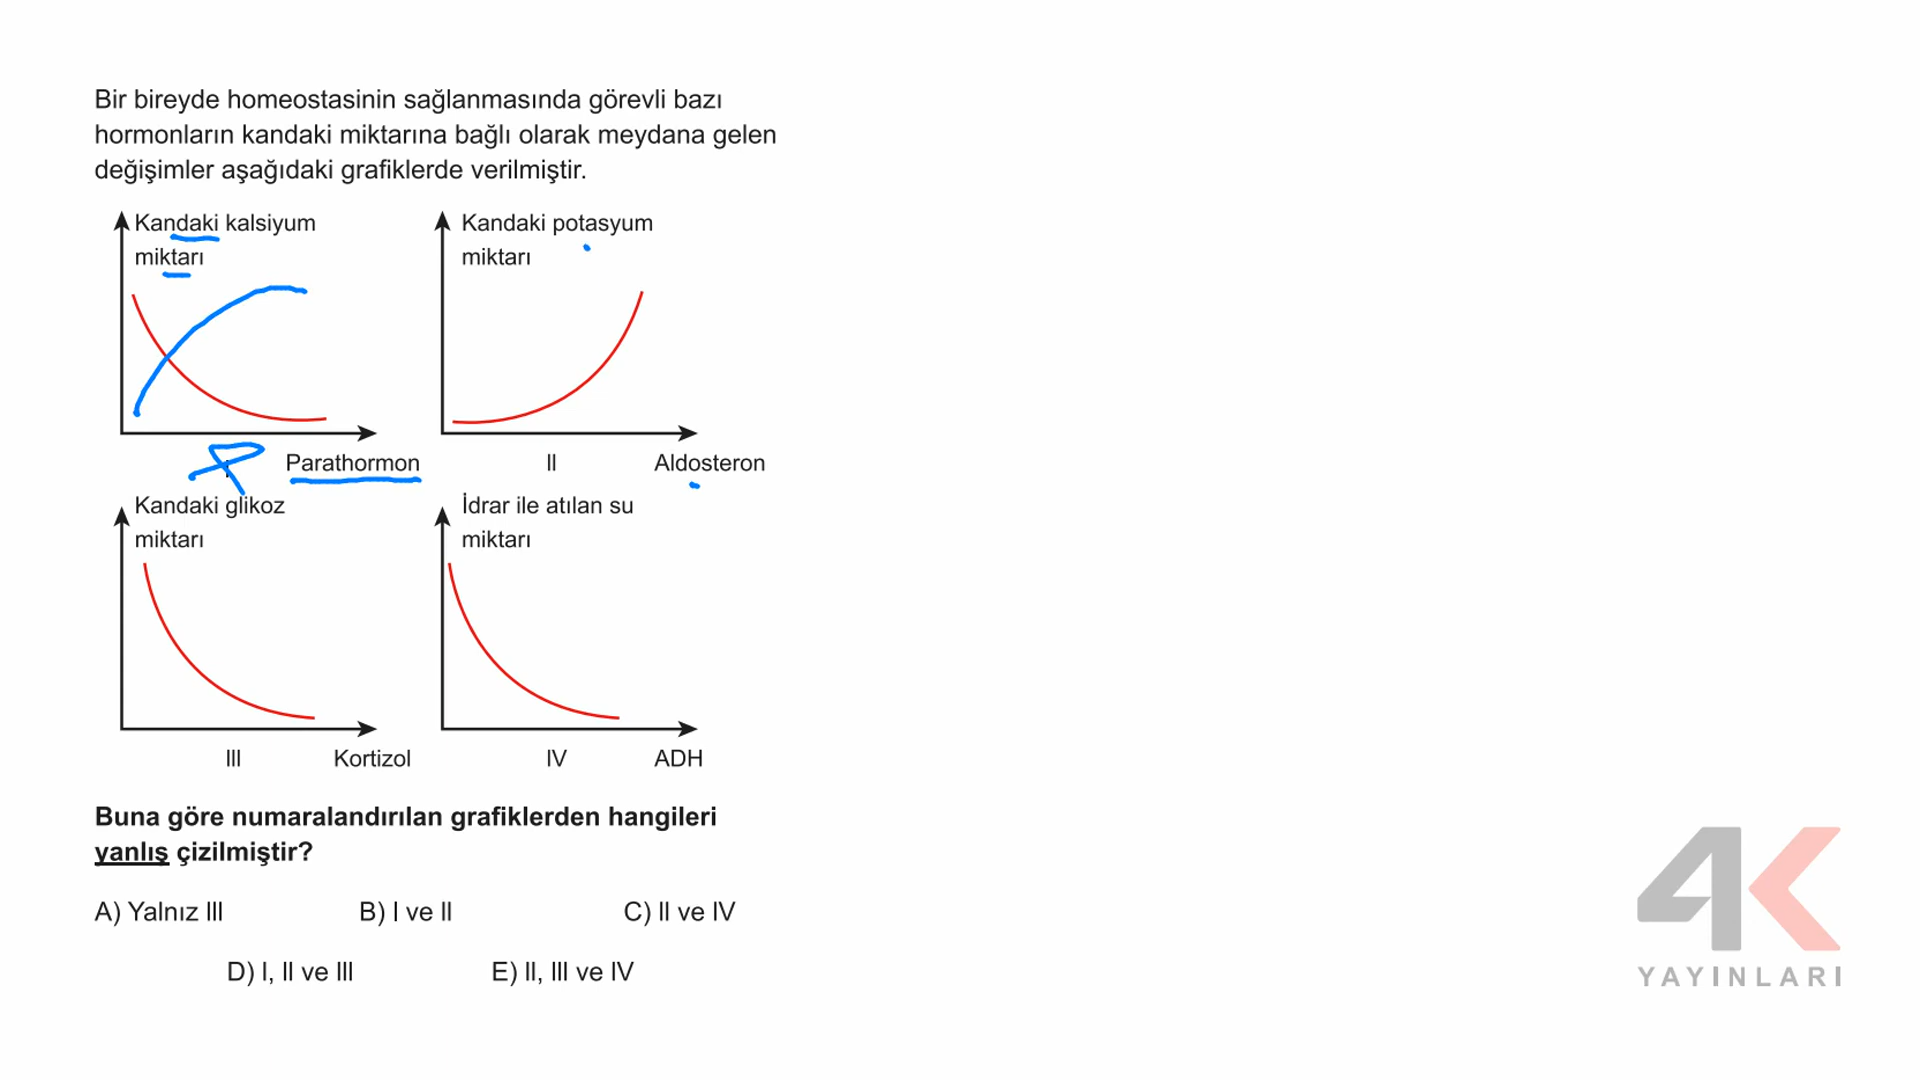 Bir bireyde homeostasinin sağlanmasında görevli bazı
hormonların kandaki miktarına bağlı olarak meydana gelen
değişimler aşağıdaki grafiklerde verilmiştir.
Kandaki kalsiyum
miktarı
Parathormon
Kandaki potasyum
miktarı
II
Aldosteron
Kandaki glikoz
miktarı
III
Kortizol
İdrar ile atılan su
miktarı
IV
ADH
Buna göre numaralandırılan grafiklerden hangileri
yanlış çizilmiştir?
A) Yalnız III
B) I ve II
C) II ve IV
D) I, II ve III
E) II, III ve IV
4K
YAYINLARI